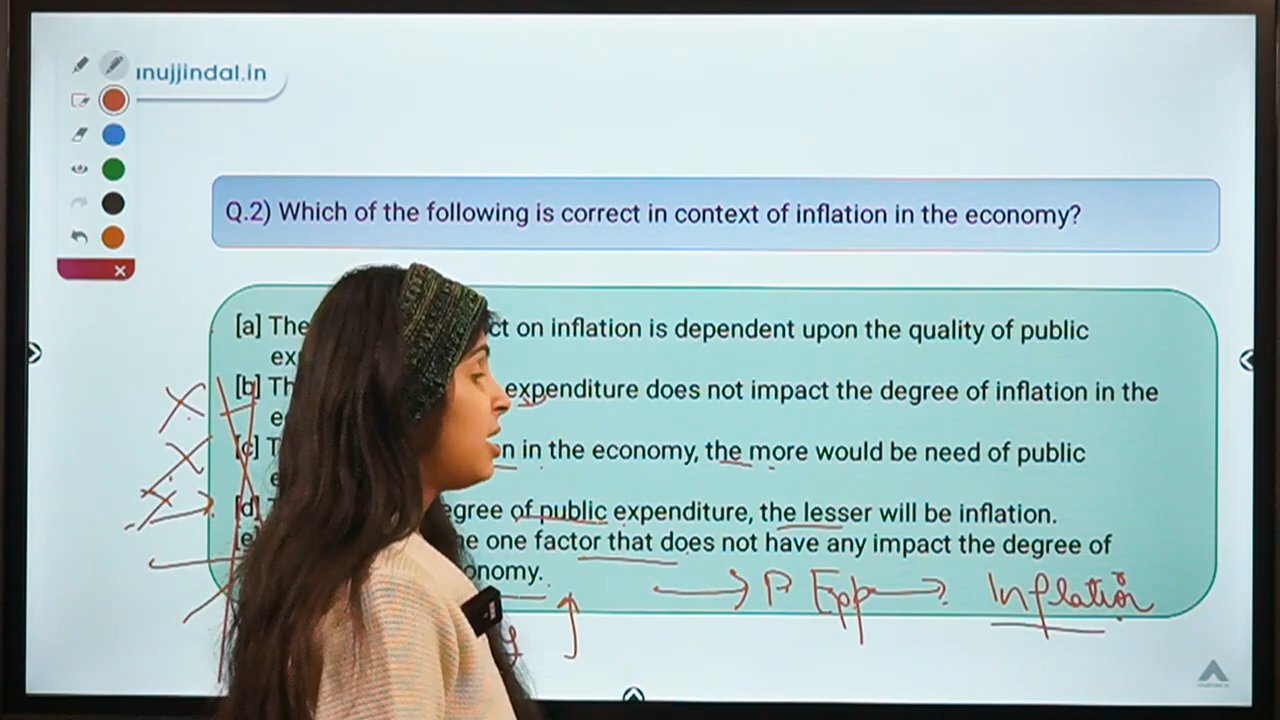 nujjindal.in
Q.2) Which of the following is correct in context of inflation in the economy?
[a] The ct on inflation is dependent upon the quality of public
ex
[b] Th expenditure does not impact the degree of inflation in the
e
[c] T n in the economy, the more would be need of public
e
[d] egree of public expenditure, the lesser will be inflation.
[e] e one factor that does not have any impact the degree of
onomy.
→ P Exp → Inflation